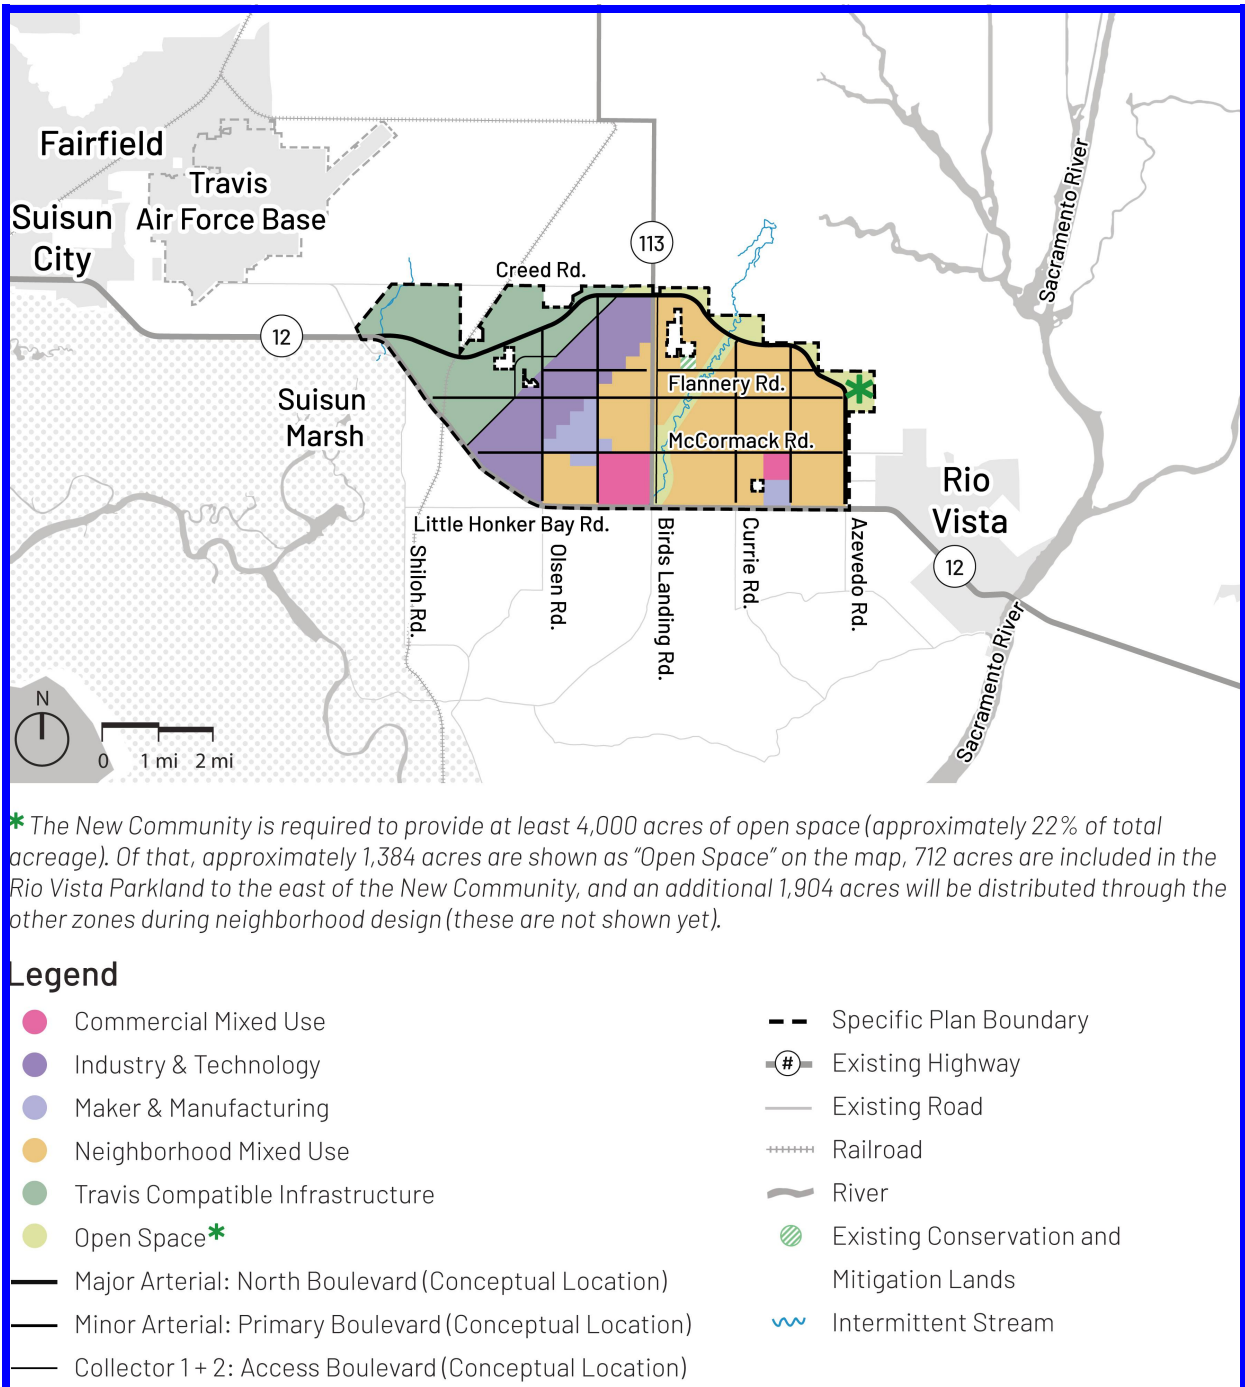 Fairfield
Travis
Air Force Base
Suisun
City
113
Creed Rd.
12
Sacramento River
Suisun
Marsh
Flannery Rd.
McCormack Rd.
Rio
Vista
Little Honker Bay Rd.
12
Shiloh Rd.
Olsen Rd.
Birds Landing Rd.
Currie Rd.
Azevedo Rd.
Sacramento River
N
0 1 mi 2 mi
* The New Community is required to provide at least 4,000 acres of open space (approximately 22% of total
acreage). Of that, approximately 1,384 acres are shown as “Open Space” on the map, 712 acres are included in the
Rio Vista Parkland to the east of the New Community, and an additional 1,904 acres will be distributed through the
other zones during neighborhood design (these are not shown yet).
Legend
Commercial Mixed Use
Industry & Technology
Maker & Manufacturing
Neighborhood Mixed Use
Travis Compatible Infrastructure
Open Space*
Major Arterial: North Boulevard (Conceptual Location)
Minor Arterial: Primary Boulevard (Conceptual Location)
Collector 1 + 2: Access Boulevard (Conceptual Location)
Specific Plan Boundary
# Existing Highway
Existing Road
Railroad
River
Existing Conservation and
Mitigation Lands
Intermittent Stream